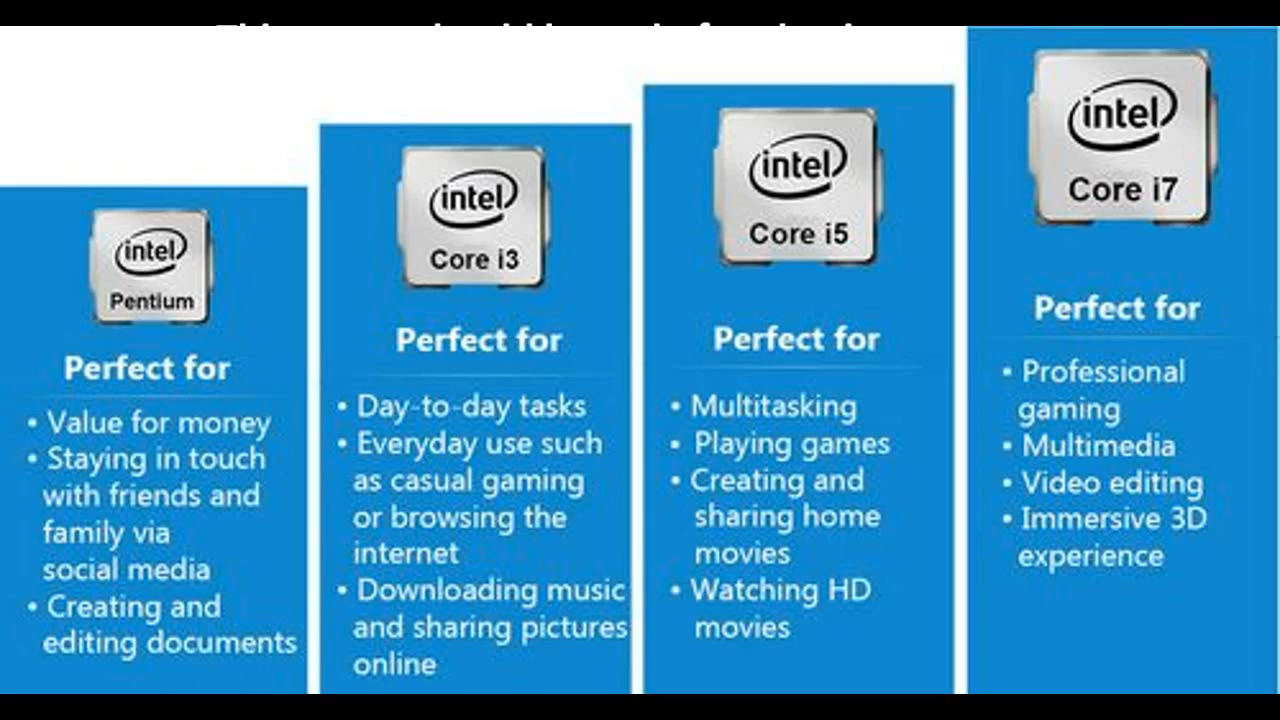 intel
Pentium
Perfect for
• Value for money
• Staying in touch
with friends and
family via
social media
• Creating and
editing documents
intel
Core i3
Perfect for
• Day-to-day tasks
• Everyday use such
as casual gaming
or browsing the
internet
• Downloading music
and sharing pictures
online
intel
Core i5
Perfect for
• Multitasking
• Playing games
• Creating and
sharing home
movies
• Watching HD
movies
intel
Core i7
Perfect for
• Professional
gaming
• Multimedia
• Video editing
• Immersive 3D
experience